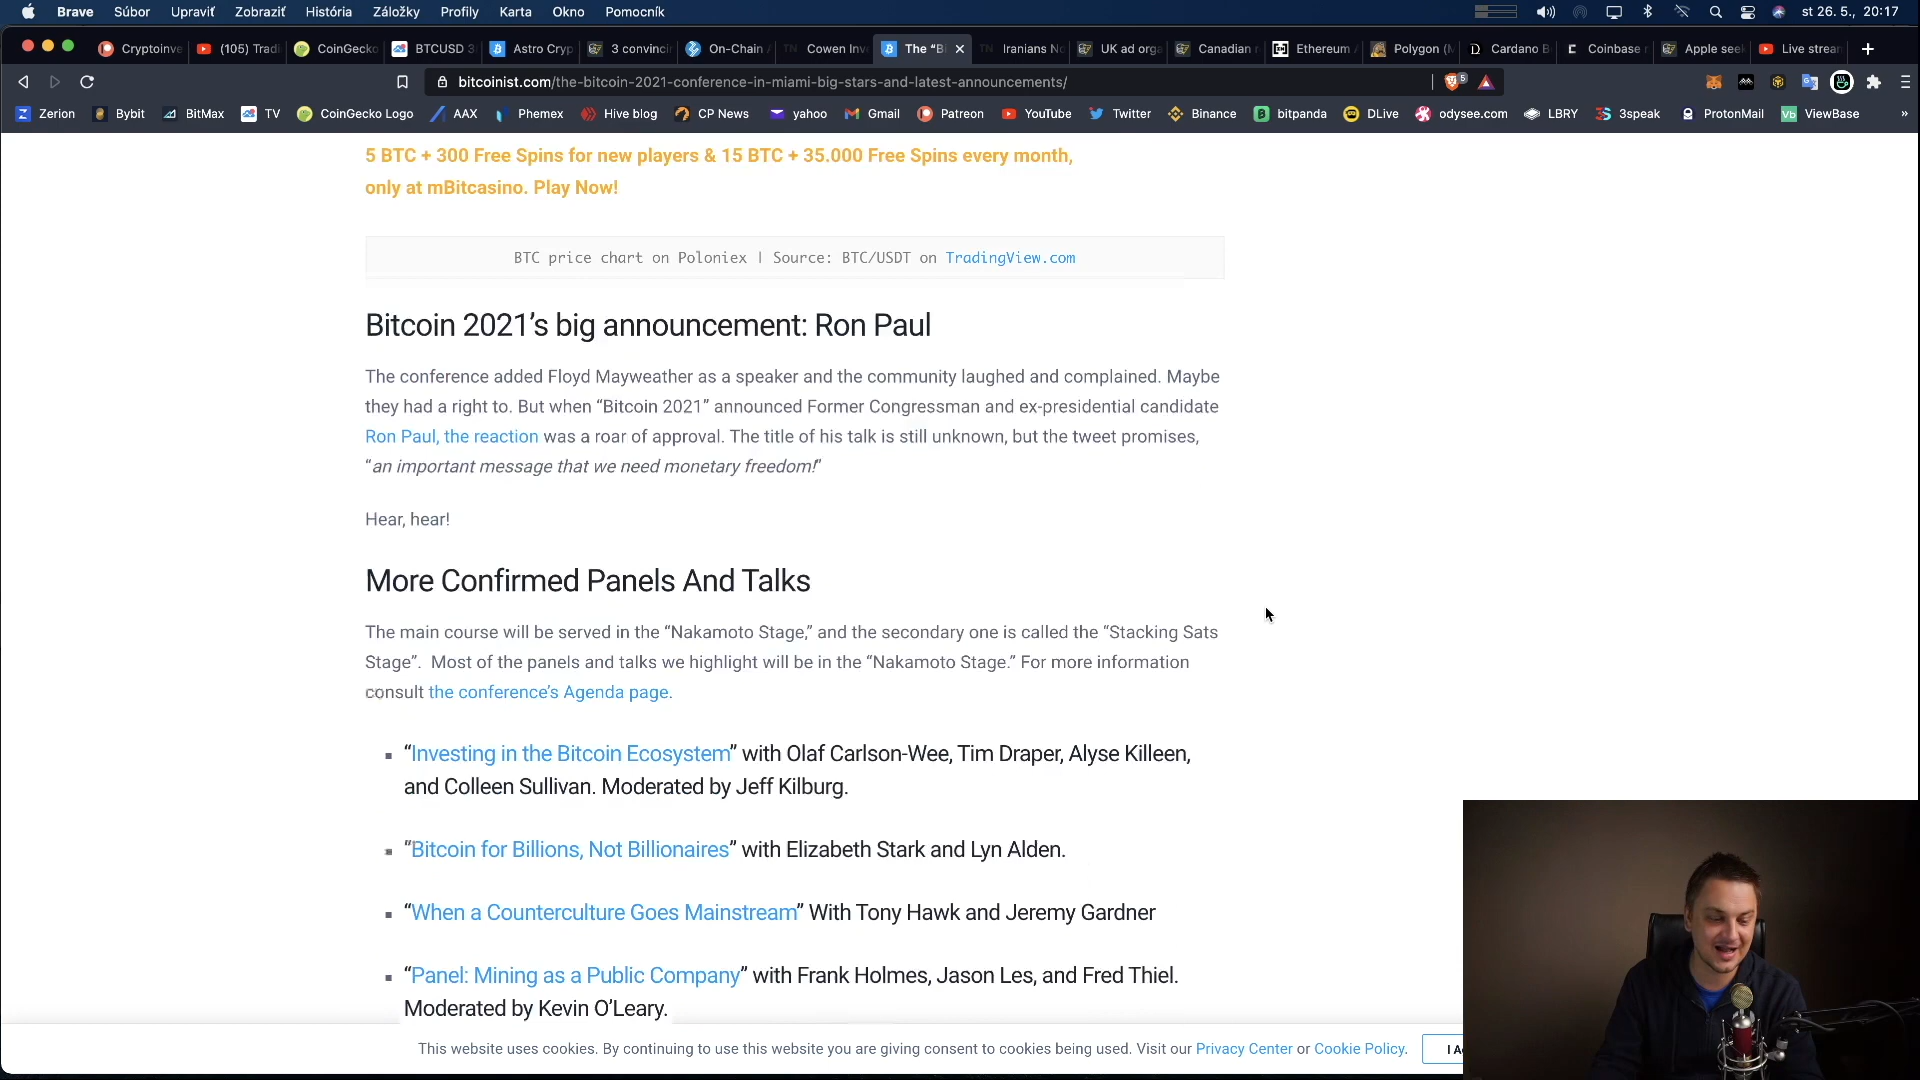 Brave Súbor Upraviť Zobraziť História Záložky Profily Karta Okno Pomocník st 26. 5., 20:17
Cryptoinve (105) Tradi CoinGecko BTCUSD 3 Astro Cryp 3 convinci On-Chain Cowen Inv The “Bi Iranians No UK ad orga Canadian r Ethereum Polygon (M Cardano B Coinbase r Apple seek Live strear
bitcoinist.com/the-bitcoin-2021-conference-in-miami-big-stars-and-latest-announcements/ 5
Zerion Bybit BitMax TV CoinGecko Logo AAX Phemex Hive blog CP News yahoo Gmail Patreon YouTube Twitter Binance bitpanda DLive odysee.com LBRY 3speak ProtonMail Vb ViewBase »
5 BTC + 300 Free Spins for new players & 15 BTC + 35.000 Free Spins every month,
only at mBitcasino. Play Now!
BTC price chart on Poloniex | Source: BTC/USDT on TradingView.com
Bitcoin 2021’s big announcement: Ron Paul
The conference added Floyd Mayweather as a speaker and the community laughed and complained. Maybe
they had a right to. But when “Bitcoin 2021” announced Former Congressman and ex-presidential candidate
Ron Paul, the reaction was a roar of approval. The title of his talk is still unknown, but the tweet promises,
“an important message that we need monetary freedom!”
Hear, hear!
More Confirmed Panels And Talks
The main course will be served in the “Nakamoto Stage,” and the secondary one is called the “Stacking Sats
Stage”. Most of the panels and talks we highlight will be in the “Nakamoto Stage.” For more information
consult the conference’s Agenda page.
“Investing in the Bitcoin Ecosystem” with Olaf Carlson-Wee, Tim Draper, Alyse Killeen,
and Colleen Sullivan. Moderated by Jeff Kilburg.
“Bitcoin for Billions, Not Billionaires” with Elizabeth Stark and Lyn Alden.
“When a Counterculture Goes Mainstream” With Tony Hawk and Jeremy Gardner
“Panel: Mining as a Public Company” with Frank Holmes, Jason Les, and Fred Thiel.
Moderated by Kevin O’Leary.
This website uses cookies. By continuing to use this website you are giving consent to cookies being used. Visit our Privacy Center or Cookie Policy. I A